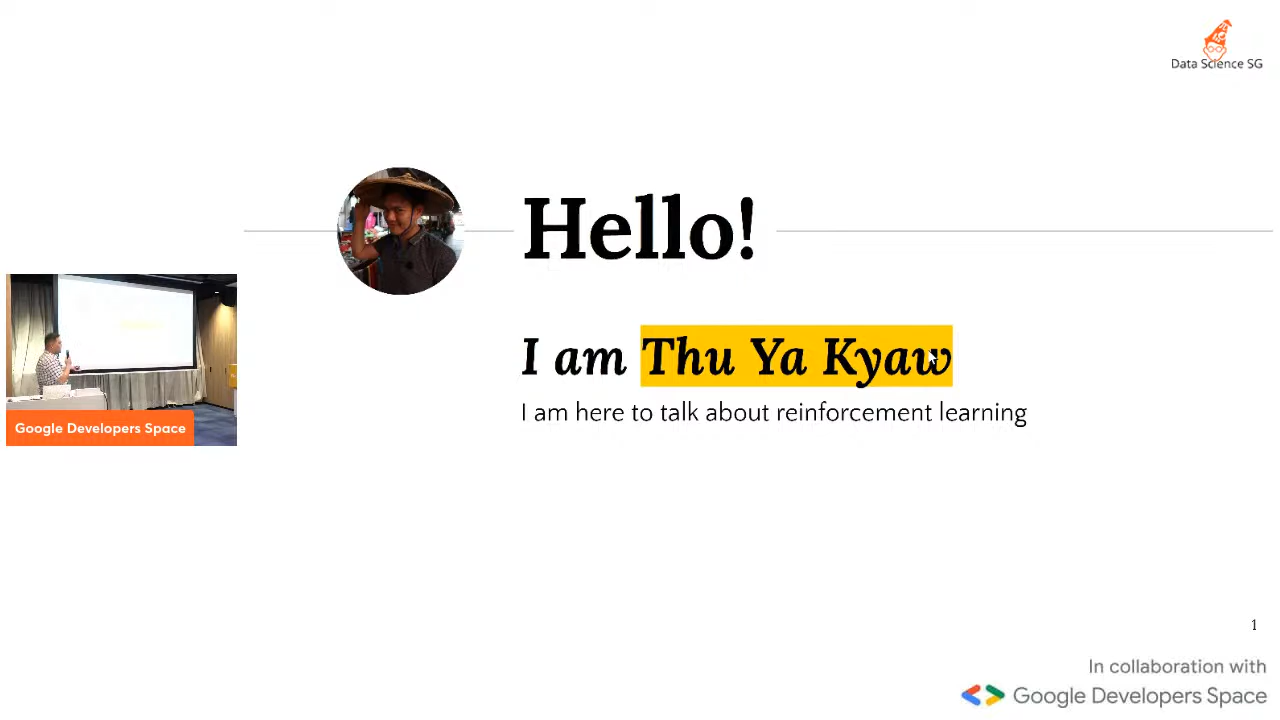 Data Science SG
Hello!
I am Thu Ya Kyaw
I am here to talk about reinforcement learning
Google Developers Space
1
In collaboration with
Google Developers Space